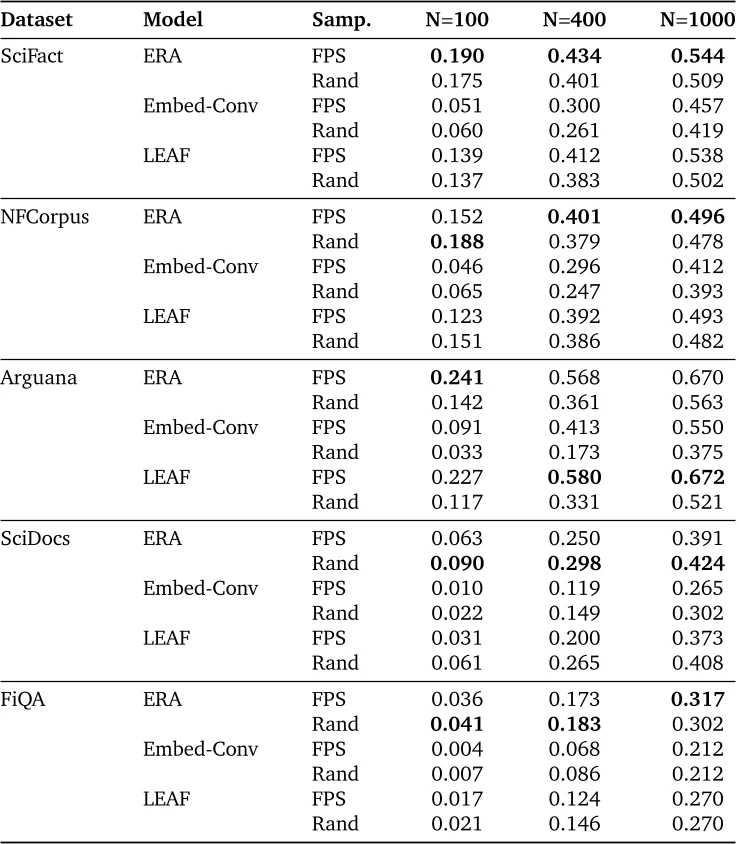 Dataset Model Samp. N=100 N=400 N=1000
SciFact ERA FPS 0.190 0.434 0.544
Rand 0.175 0.401 0.509
Embed-Conv FPS 0.051 0.300 0.457
Rand 0.060 0.261 0.419
LEAF FPS 0.139 0.412 0.538
Rand 0.137 0.383 0.502
NFCorpus ERA FPS 0.152 0.401 0.496
Rand 0.188 0.379 0.478
Embed-Conv FPS 0.046 0.296 0.412
Rand 0.065 0.247 0.393
LEAF FPS 0.123 0.392 0.493
Rand 0.151 0.386 0.482
Arguana ERA FPS 0.241 0.568 0.670
Rand 0.142 0.361 0.563
Embed-Conv FPS 0.091 0.413 0.550
Rand 0.033 0.173 0.375
LEAF FPS 0.227 0.580 0.672
Rand 0.117 0.331 0.521
SciDocs ERA FPS 0.063 0.250 0.391
Rand 0.090 0.298 0.424
Embed-Conv FPS 0.010 0.119 0.265
Rand 0.022 0.149 0.302
LEAF FPS 0.031 0.200 0.373
Rand 0.061 0.265 0.408
FiQA ERA FPS 0.036 0.173 0.317
Rand 0.041 0.183 0.302
Embed-Conv FPS 0.004 0.068 0.212
Rand 0.007 0.086 0.212
LEAF FPS 0.017 0.124 0.270
Rand 0.021 0.146 0.270